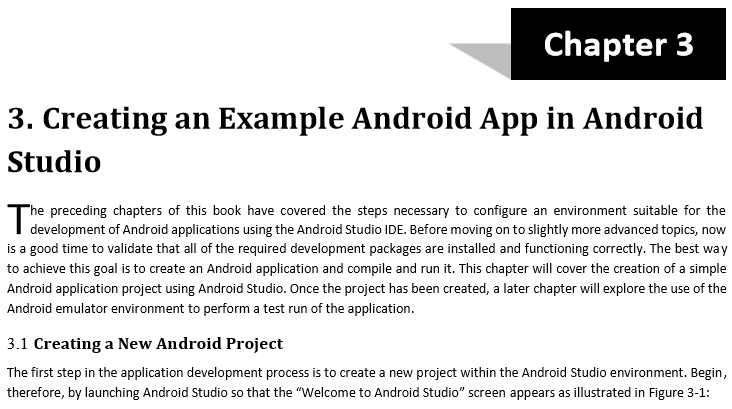 Chapter 3
3. Creating an Example Android App in Android
Studio
The preceding chapters of this book have covered the steps necessary to configure an environment suitable for the
development of Android applications using the Android Studio IDE. Before moving on to slightly more advanced topics, now
is a good time to validate that all of the required development packages are installed and functioning correctly. The best way
to achieve this goal is to create an Android application and compile and run it. This chapter will cover the creation of a simple
Android application project using Android Studio. Once the project has been created, a later chapter will explore the use of the
Android emulator environment to perform a test run of the application.
3.1 Creating a New Android Project
The first step in the application development process is to create a new project within the Android Studio environment. Begin,
therefore, by launching Android Studio so that the “Welcome to Android Studio” screen appears as illustrated in Figure 3-1: